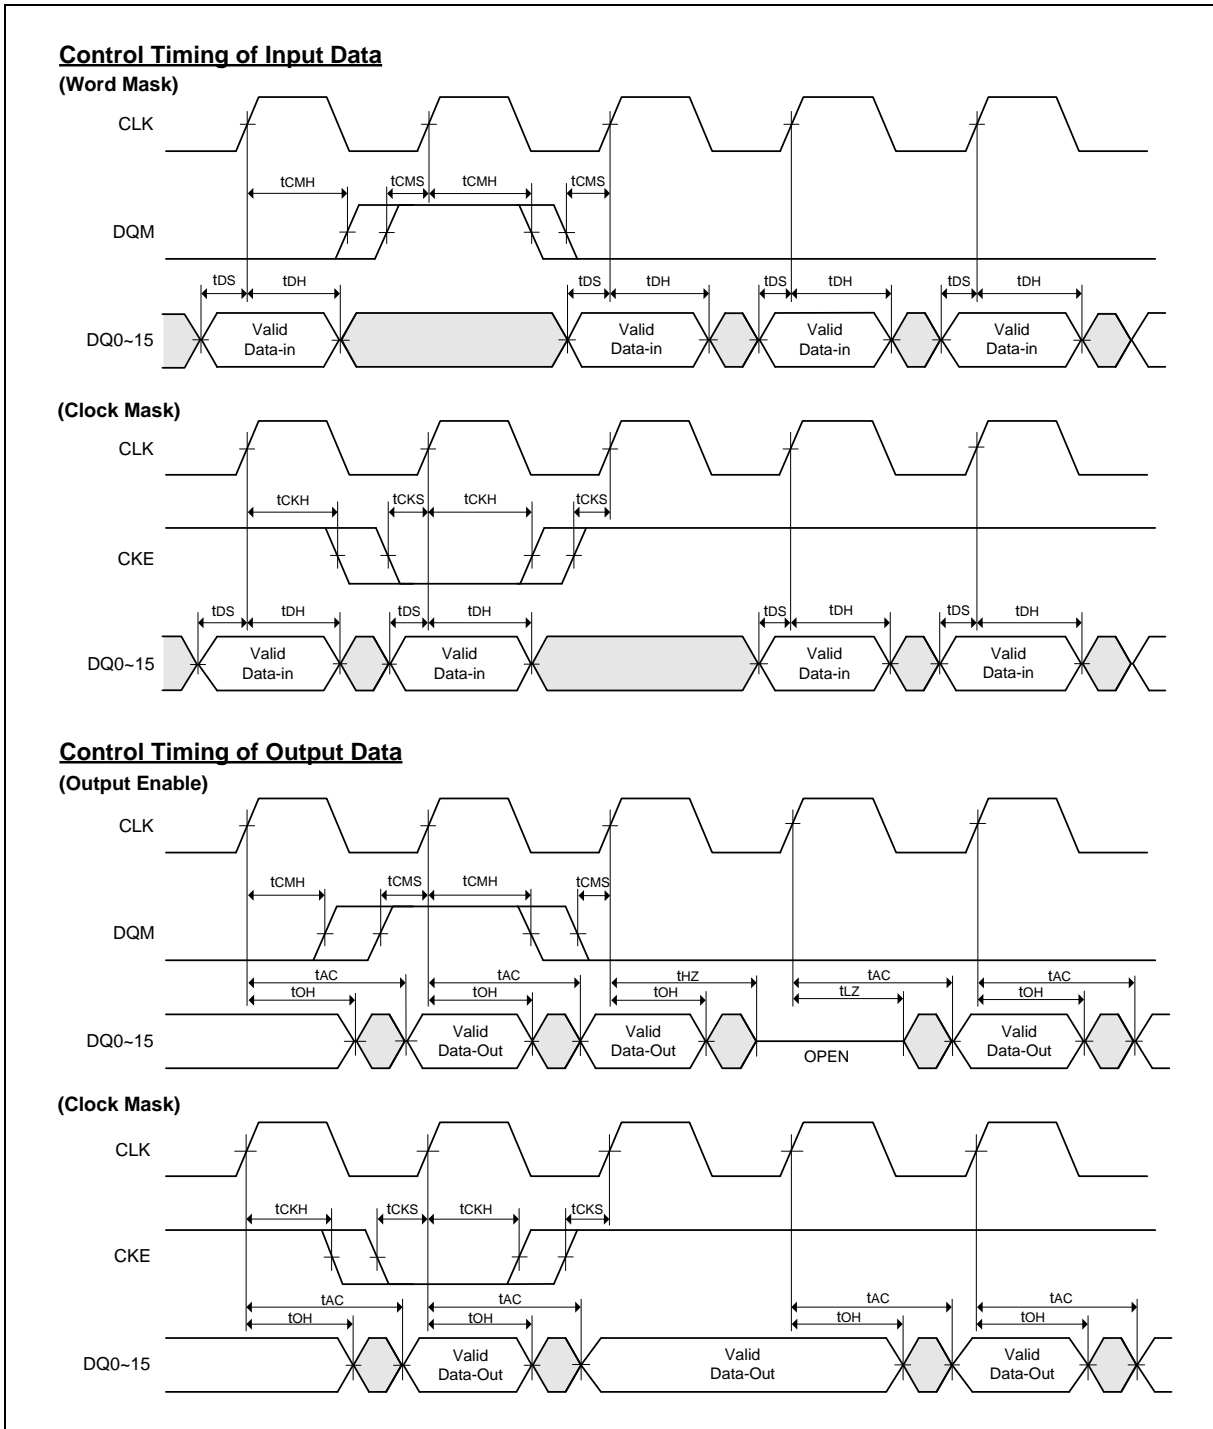 Control Timing of Input Data
(Word Mask)
CLK
tCMH tCMS tCMH tCMS
DQM
tDS tDH tDS tDH tDS tDH tDS tDH
DQ0~15
Valid Data-in
Valid Data-in
Valid Data-in
Valid Data-in
(Clock Mask)
CLK
tCKH tCKS tCKH tCKS
CKE
tDS tDH tDS tDH tDS tDH tDS tDH
DQ0~15
Valid Data-in
Valid Data-in
Valid Data-in
Valid Data-in
Control Timing of Output Data
(Output Enable)
CLK
tCMH tCMS tCMH tCMS
DQM
tAC tAC tHZ tAC tAC
tOH tOH tOH tLZ tOH
DQ0~15
Valid Data-Out
Valid Data-Out
OPEN
Valid Data-Out
(Clock Mask)
CLK
tCKH tCKS tCKH tCKS
CKE
tAC tAC tAC tAC
tOH tOH tOH tOH
DQ0~15
Valid Data-Out
Valid Data-Out
Valid Data-Out